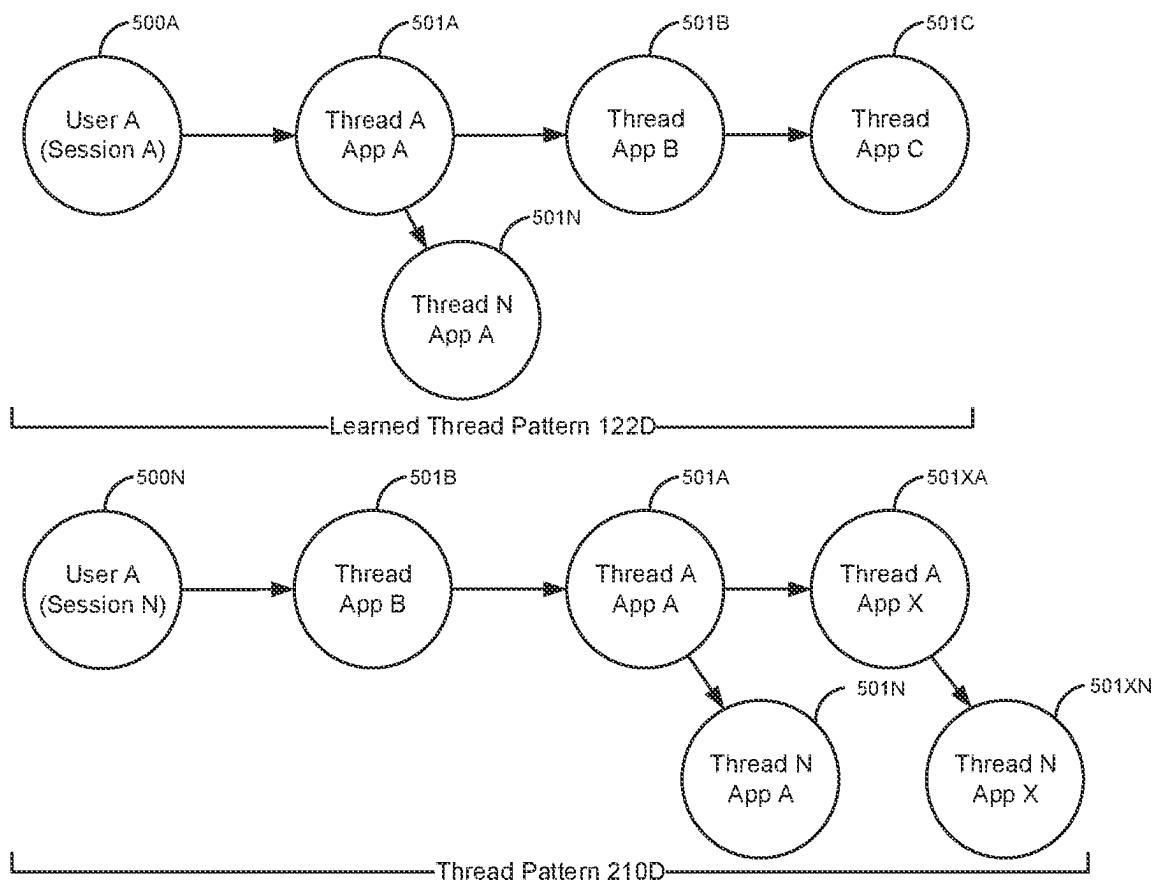 500A
501A
501B
501C
User A
(Session A)
Thread A
App A
Thread
App B
Thread
App C
501N
Thread N
App A
Learned Thread Pattern 122D
500N
501B
501A
501XA
User A
(Session N)
Thread
App B
Thread A
App A
Thread A
App X
501N
501XN
Thread N
App A
Thread N
App X
Thread Pattern 210D